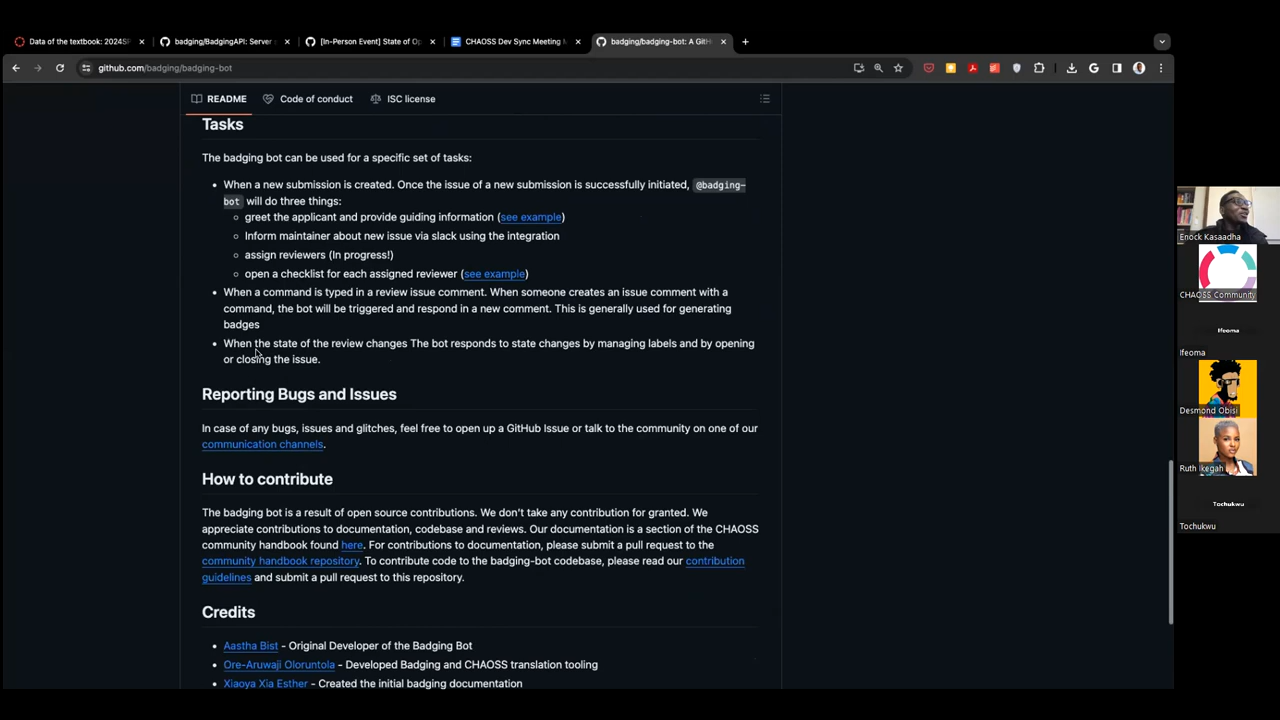 Data of the textbook: 2024SP
badging/BadgingAPI: Server
[In-Person Event] State of Op
CHAOSS Dev Sync Meeting M
badging/badging-bot: A GitH
github.com/badging/badging-bot
README
Code of conduct
ISC license
Tasks
The badging bot can be used for a specific set of tasks:
When a new submission is created. Once the issue of a new submission is successfully initiated, @badging-
bot will do three things:
greet the applicant and provide guiding information (see example)
Inform maintainer about new issue via slack using the integration
assign reviewers (In progress!)
open a checklist for each assigned reviewer (see example)
When a command is typed in a review issue comment. When someone creates an issue comment with a
command, the bot will be triggered and respond in a new comment. This is generally used for generating
badges
When the state of the review changes The bot responds to state changes by managing labels and by opening
or closing the issue.
Reporting Bugs and Issues
In case of any bugs, issues and glitches, feel free to open up a GitHub Issue or talk to the community on one of our
communication channels.
How to contribute
The badging bot is a result of open source contributions. We don't take any contribution for granted. We
appreciate contributions to documentation, codebase and reviews. Our documentation is a section of the CHAOSS
community handbook found here. For contributions to documentation, please submit a pull request to the
community handbook repository. To contribute code to the badging-bot codebase, please read our contribution
guidelines and submit a pull request to this repository.
Credits
Aastha Bist - Original Developer of the Badging Bot
Ore-Aruwaji Oloruntola - Developed Badging and CHAOSS translation tooling
Xiaoya Xia Esther - Created the initial badging documentation
Enock Kasaadha
CHAOSS Community
Ifeoma
Ifeoma
Desmond Obisi
Ruth Ikegah
Tochukwu
Tochukwu